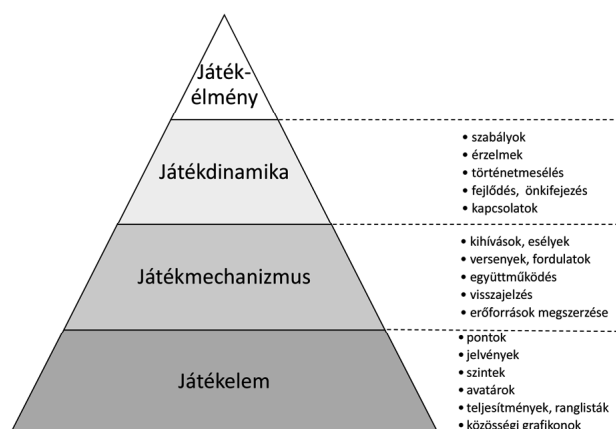 Játék-
élmény
Játékdinamika
• szabályok
• érzelmek
• történetmesélés
• fejlődés, önkifejezés
• kapcsolatok
Játékmechanizmus
• kihívások, esélyek
• versenyek, fordulatok
• együttműködés
• visszajelzés
• erőforrások megszerzése
Játékelem
• pontok
• jelvények
• szintek
• avatárok
• teljesítmények, ranglisták
• közösségi grafikonok